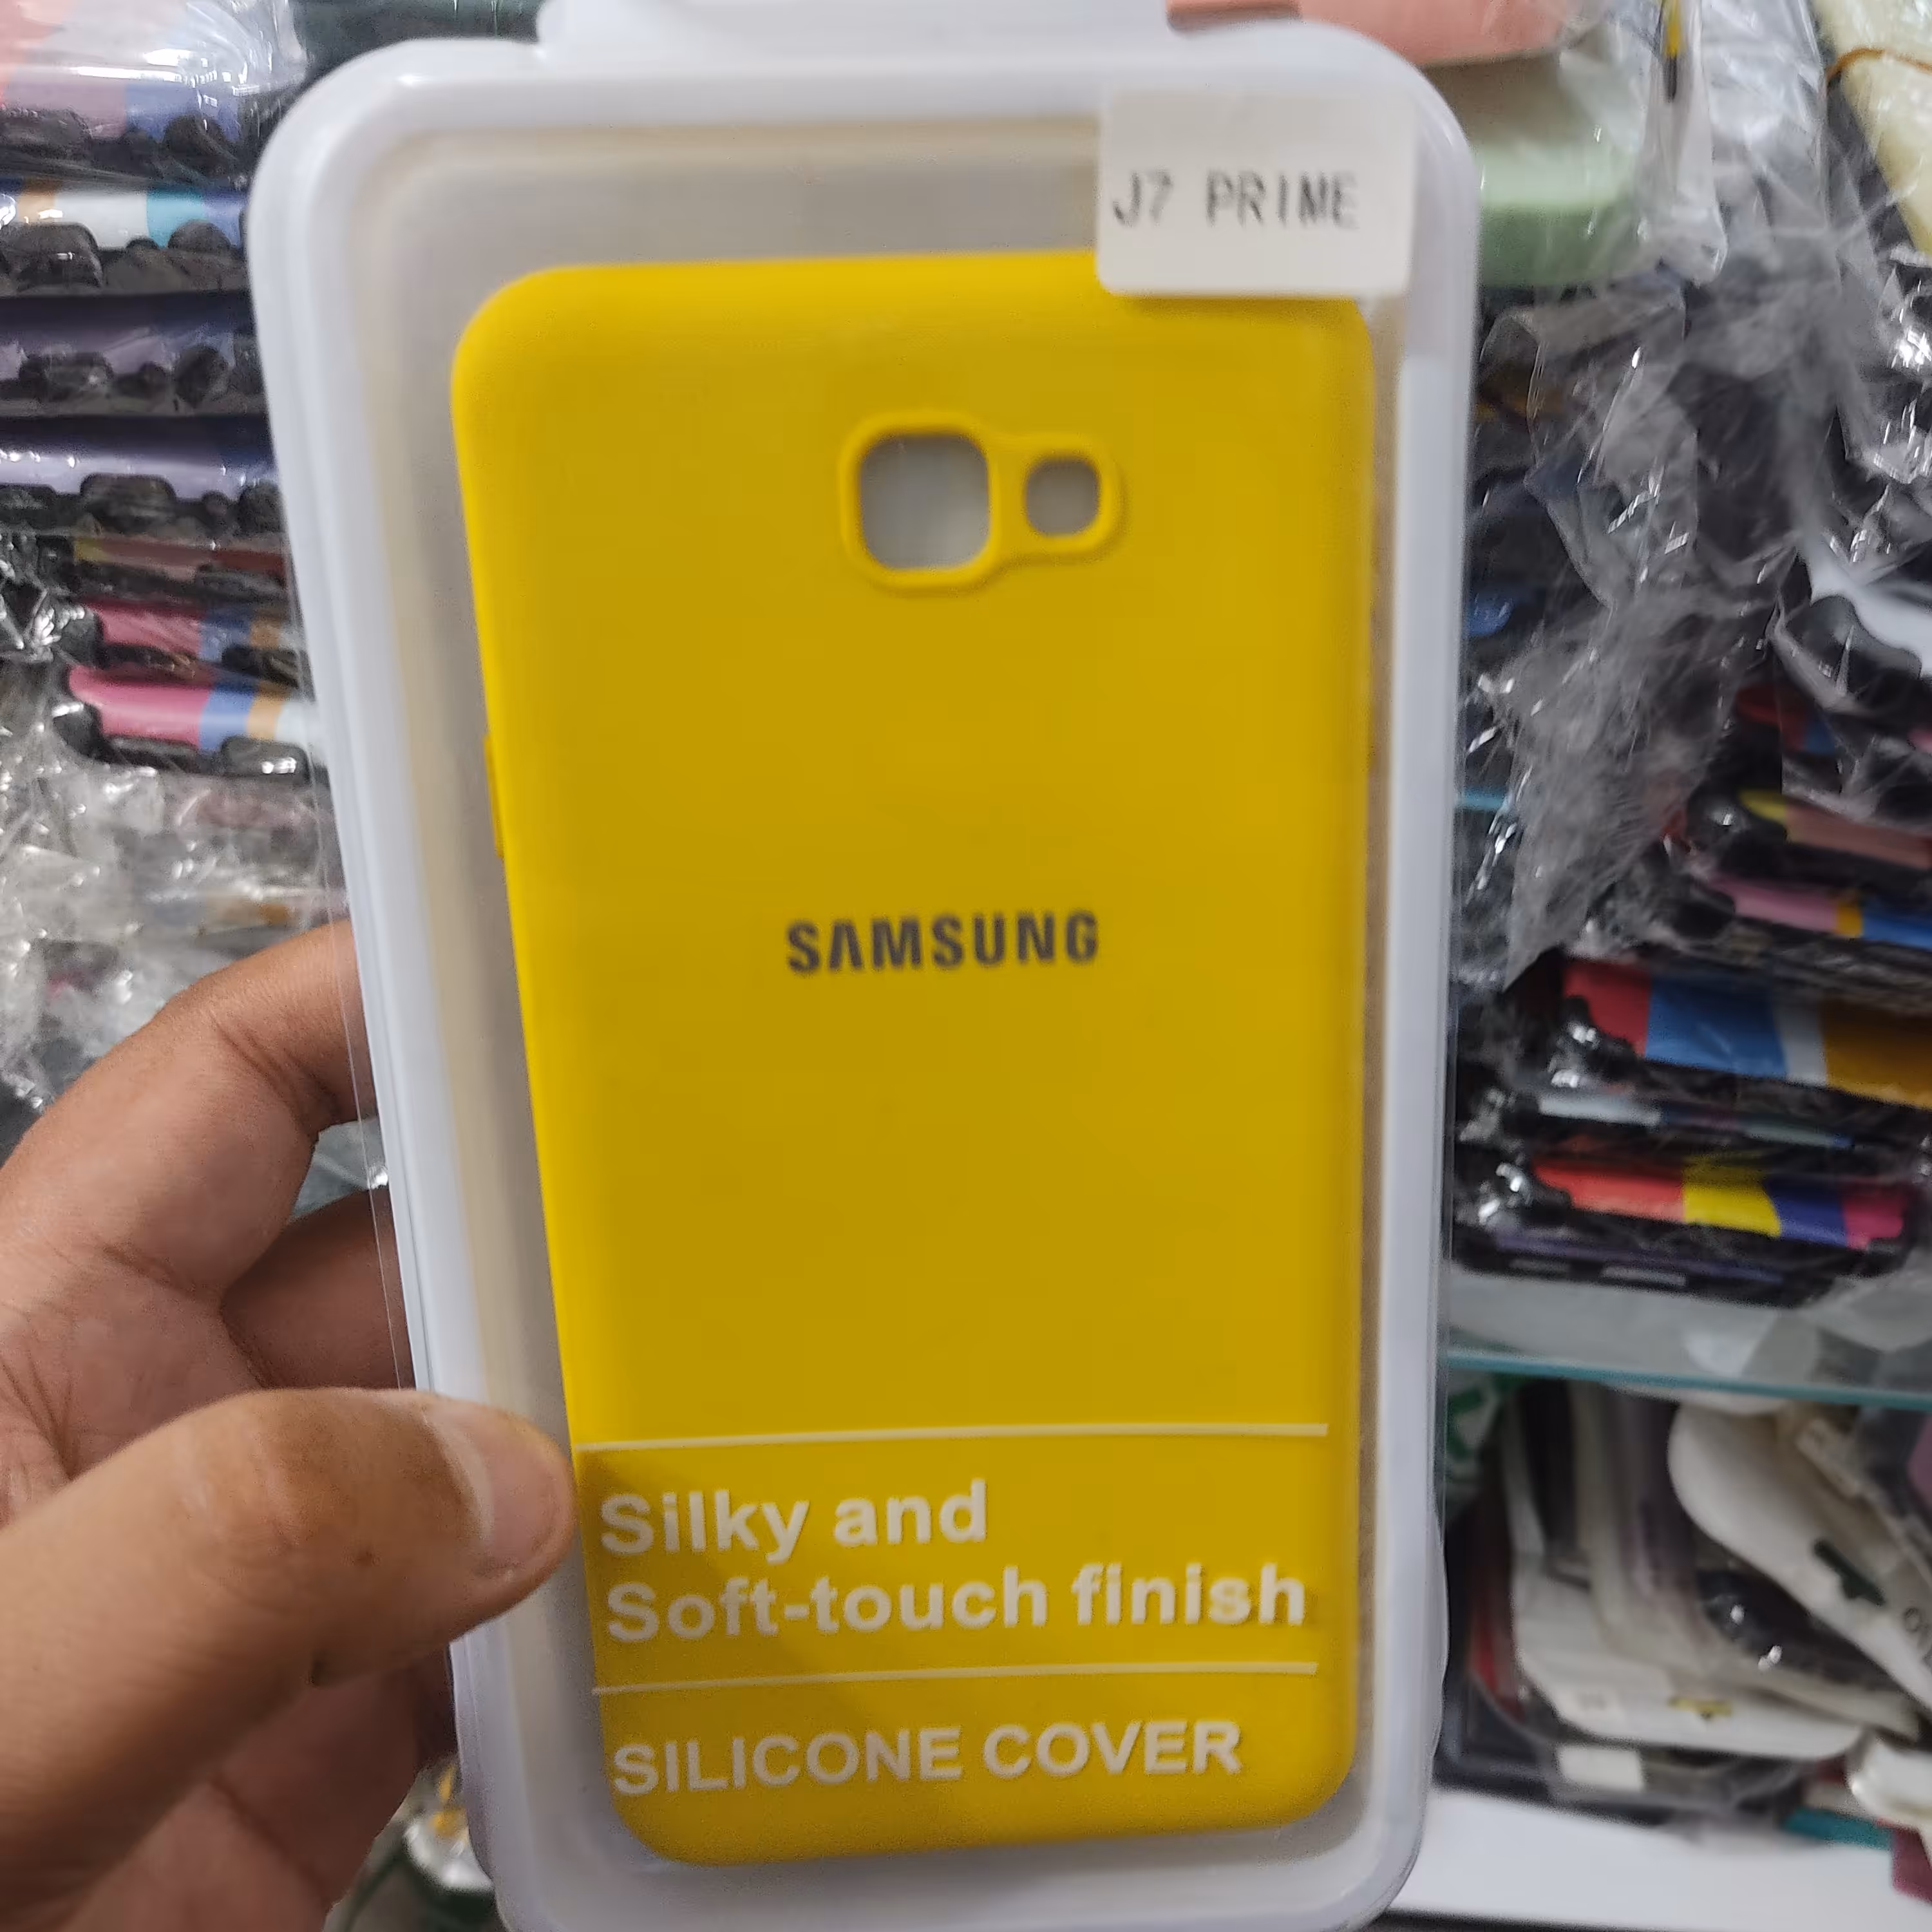 J7 PRIME
SAMSUNG
Silky and
Soft-touch finish
SILICONE COVER